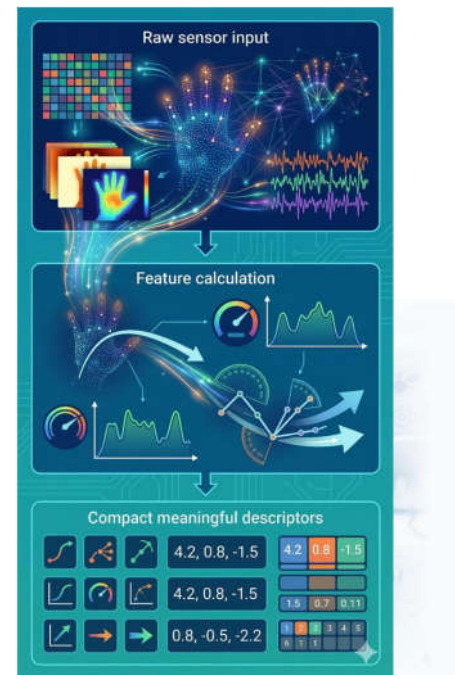 Raw sensor input
Feature calculation
Compact meaningful descriptors
4.2, 0.8, -1.5
4.2 0.8 -1.5
4.2, 0.8, -1.5
1.5 0.7 0.11
0.8, -0.5, -2.2
1 2 3 3 4 5
6 1 1